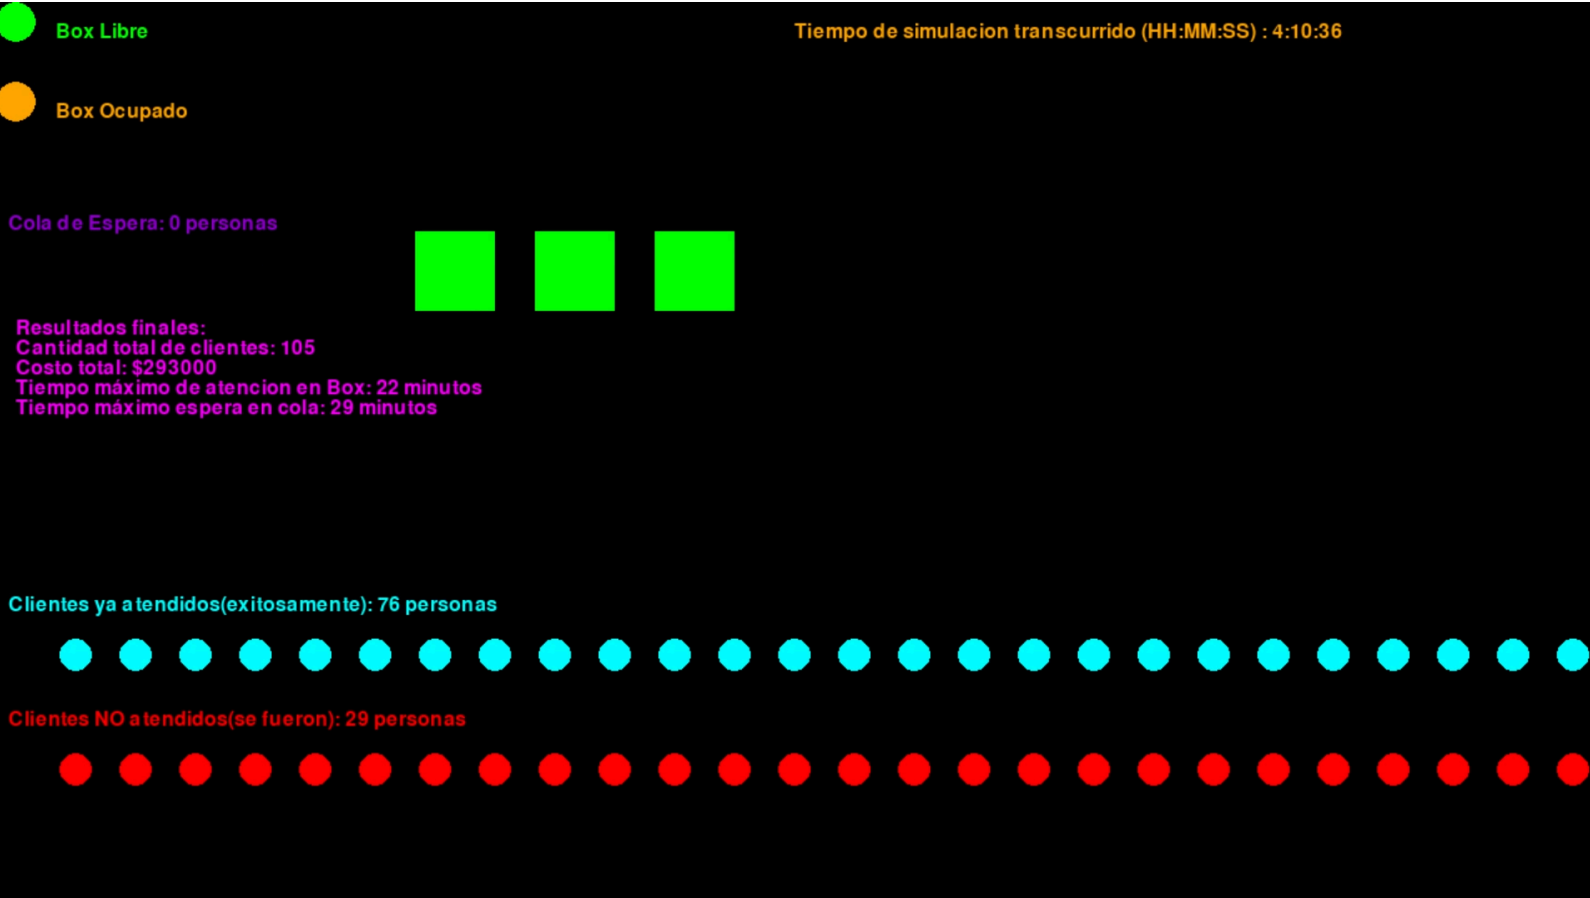 Box Libre
Tiempo de simulacion transcurrido (HH:MM:SS) : 4:10:36
Box Ocupado
Cola de Espera: 0 personas
Resultados finales:
Cantidad total de clientes: 105
Costo total: $293000
Tiempo máximo de atencion en Box: 22 minutos
Tiempo máximo espera en cola: 29 minutos
Clientes ya atendidos(exitosamente): 76 personas
Clientes NO atendidos(se fueron): 29 personas